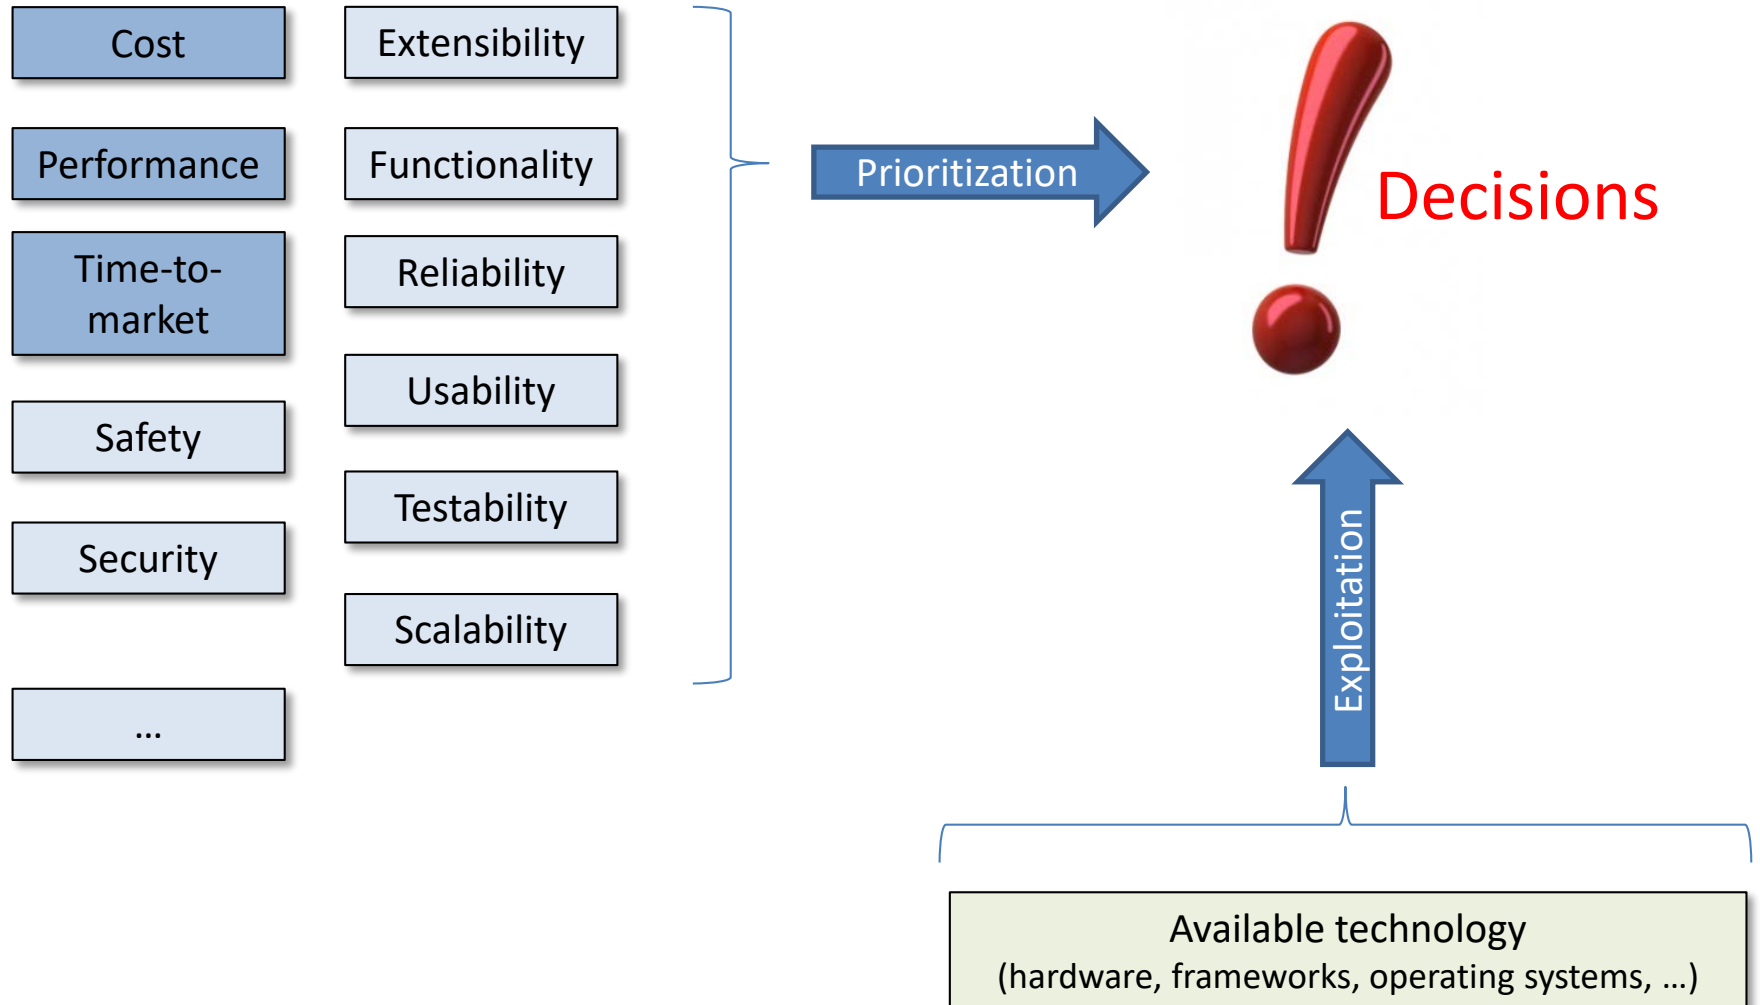 Cost
Performance
Time-to-
market
Safety
Security
...
Extensibility
Functionality
Reliability
Usability
Testability
Scalability
Prioritization
Decisions
Exploitation
Available technology
(hardware, frameworks, operating systems, ...)